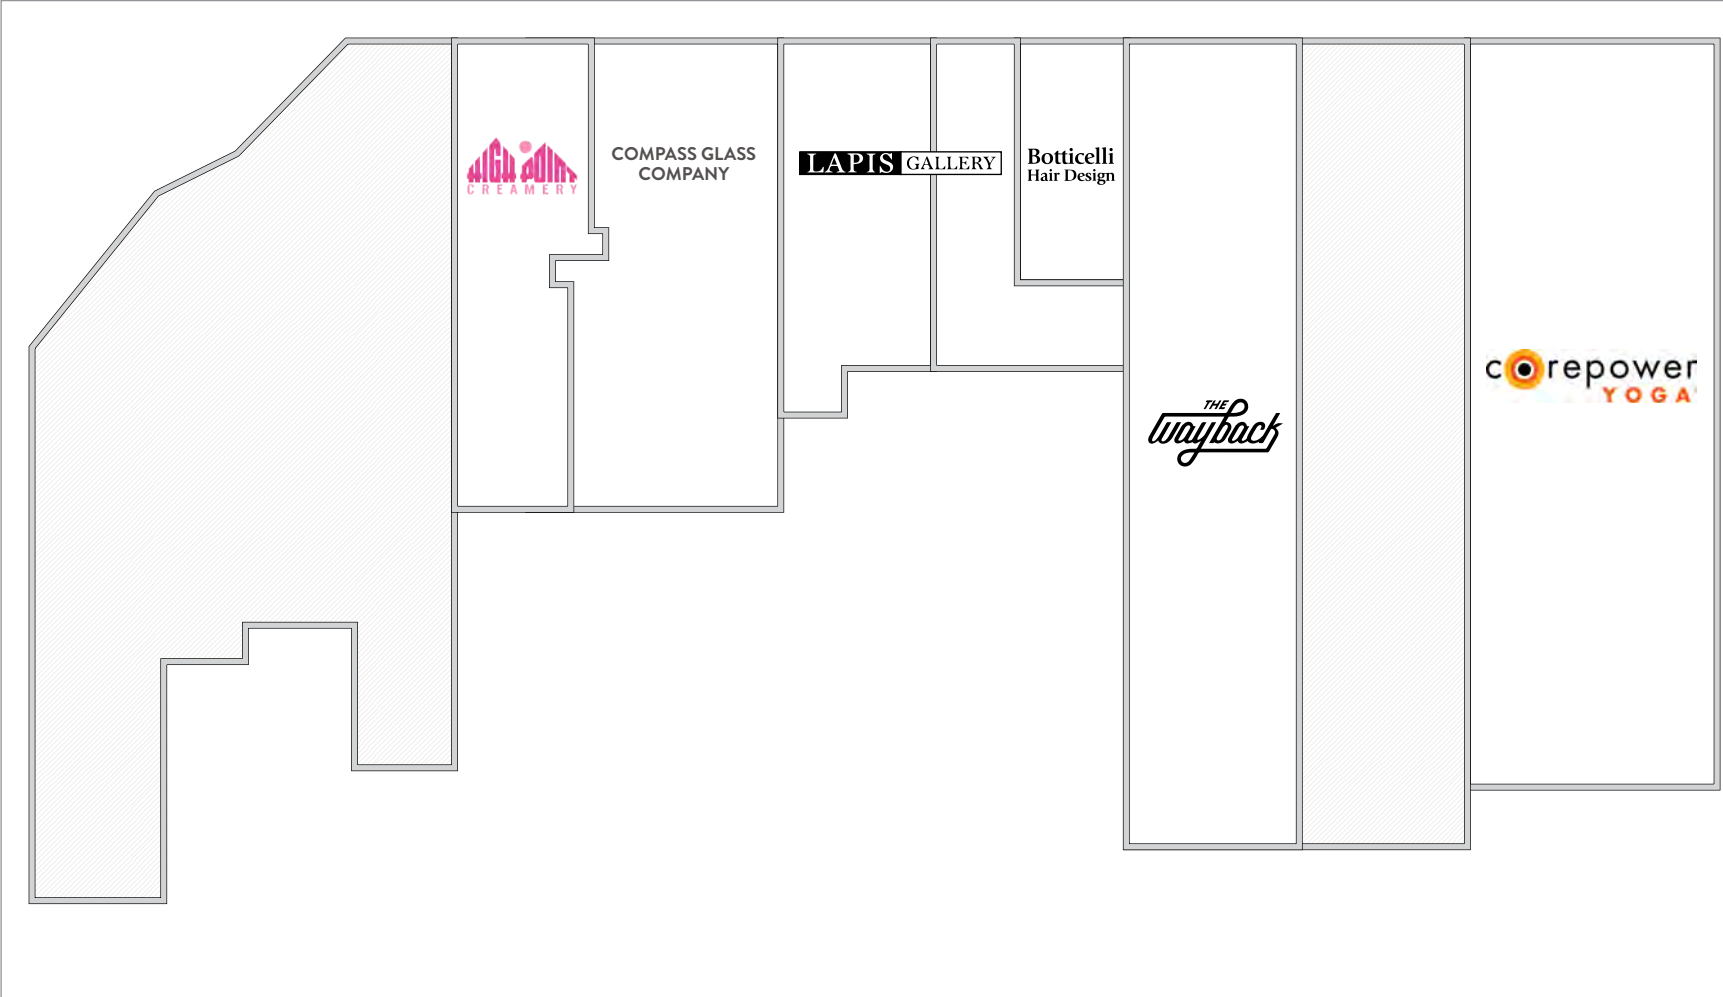 HIGH POINT
CREAMERY
COMPASS GLASS
COMPANY
LAPIS GALLERY
Botticelli
Hair Design
THE
Wayback
corepower
YOGA